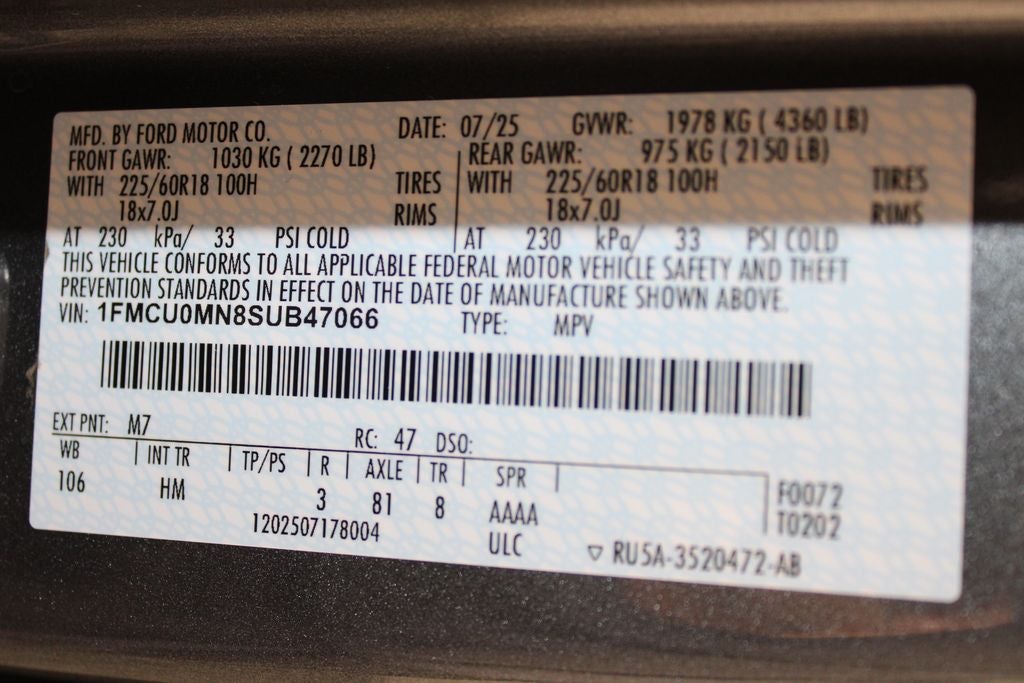 MFD. BY FORD MOTOR CO. DATE: 07/25 GVWR: 1978 KG ( 4360 LB)
FRONT GAWR: 1030 KG ( 2270 LB) REAR GAWR: 975 KG ( 2150 LB)
WITH 225/60R18 100H TIRES WITH 225/60R18 100H TIRES
18x7.0J RIMS 18x7.0J RIMS
AT 230 kPa/ 33 PSI COLD AT 230 kPa/ 33 PSI COLD
THIS VEHICLE CONFORMS TO ALL APPLICABLE FEDERAL MOTOR VEHICLE SAFETY AND THEFT
PREVENTION STANDARDS IN EFFECT ON THE DATE OF MANUFACTURE SHOWN ABOVE.
VIN: 1FMCU0MN8SUB47066 TYPE: MPV
EXT PNT: M7 RC: 47 DSO:
WB INT TR TP/PS R AXLE TR SPR
106 HM 3 81 8 AAAA F0072
1202507178004 ULC T0202
▽ RU5A-3520472-AB